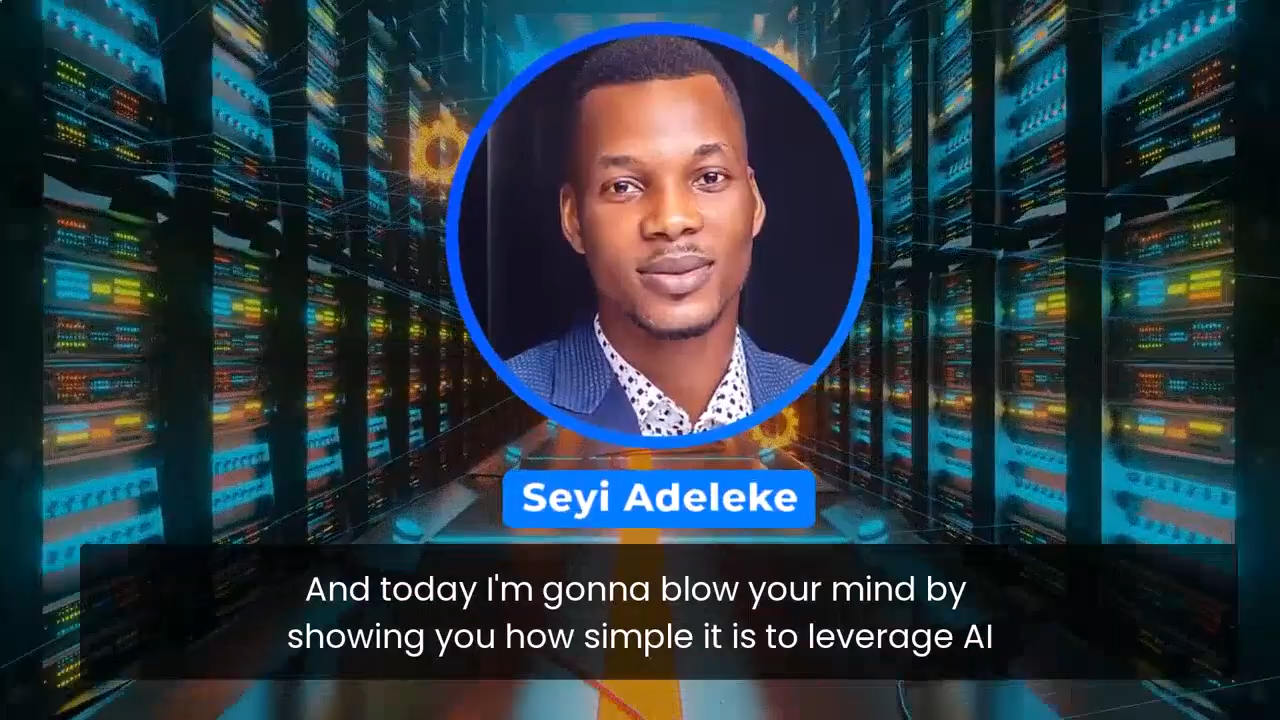 Seyi Adeleke
And today I'm gonna blow your mind by
showing you how simple it is to leverage AI